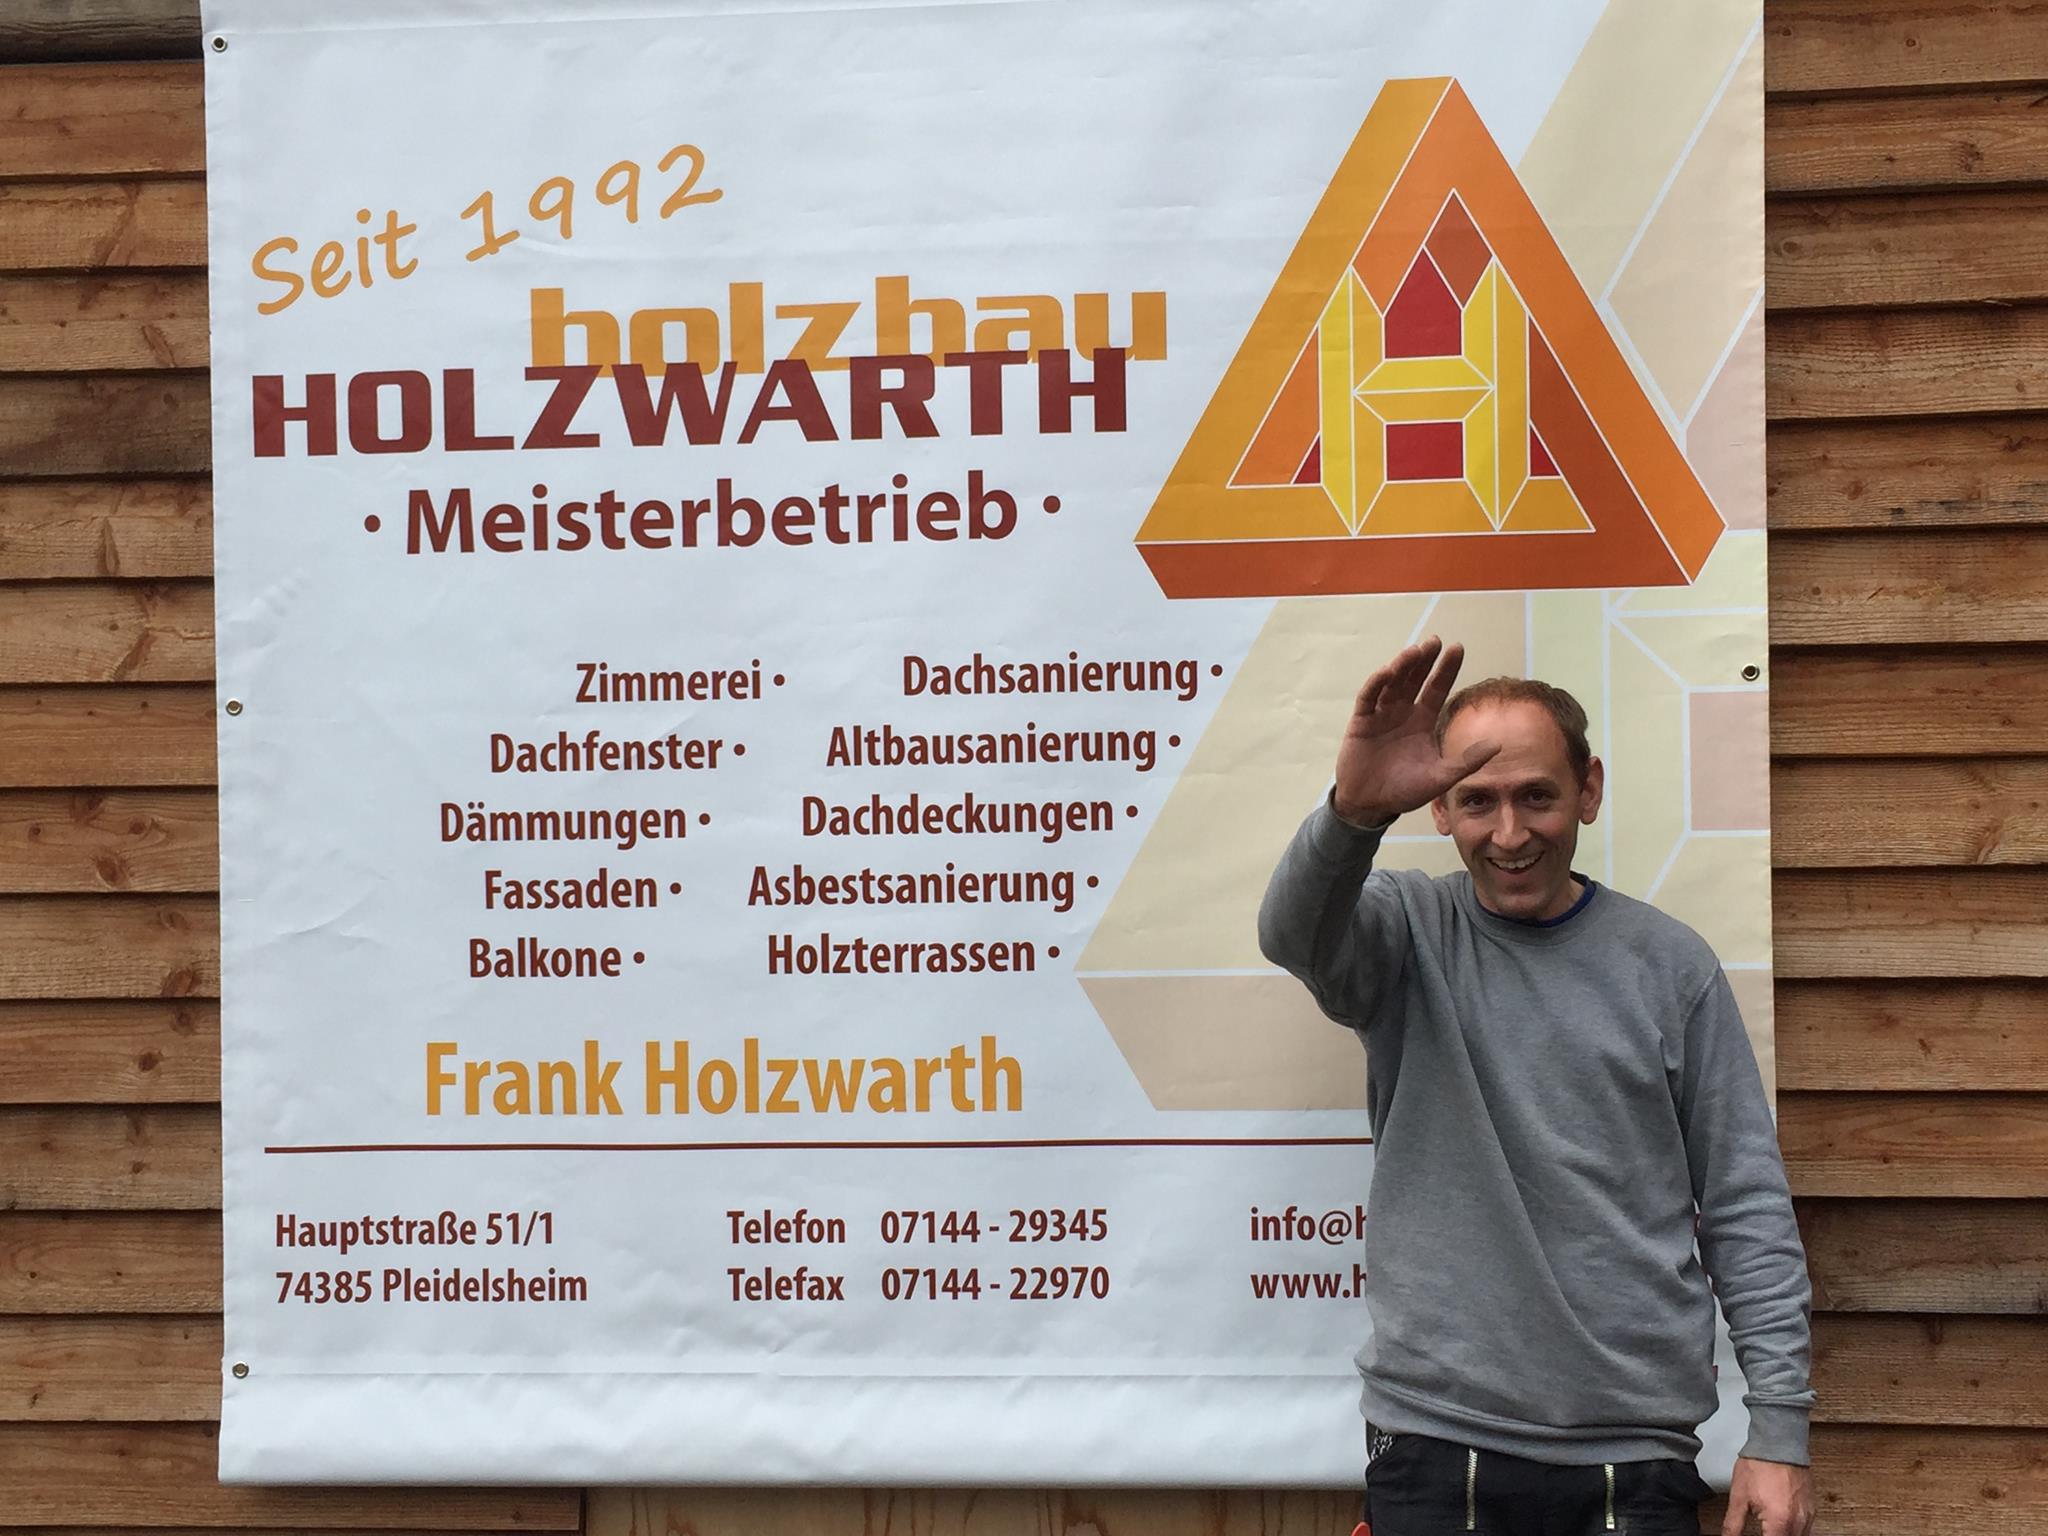 Seit 1992
holzbau
HOLZWARTH
· Meisterbetrieb ·
Zimmerei · Dachsanierung ·
Dachfenster · Altbausanierung ·
Dämmungen · Dachdeckungen ·
Fassaden · Asbestsanierung ·
Balkone · Holzterrassen ·
Frank Holzwarth
Hauptstraße 51/1 Telefon 07144 - 29345
74385 Pleidelsheim Telefax 07144 - 22970
H